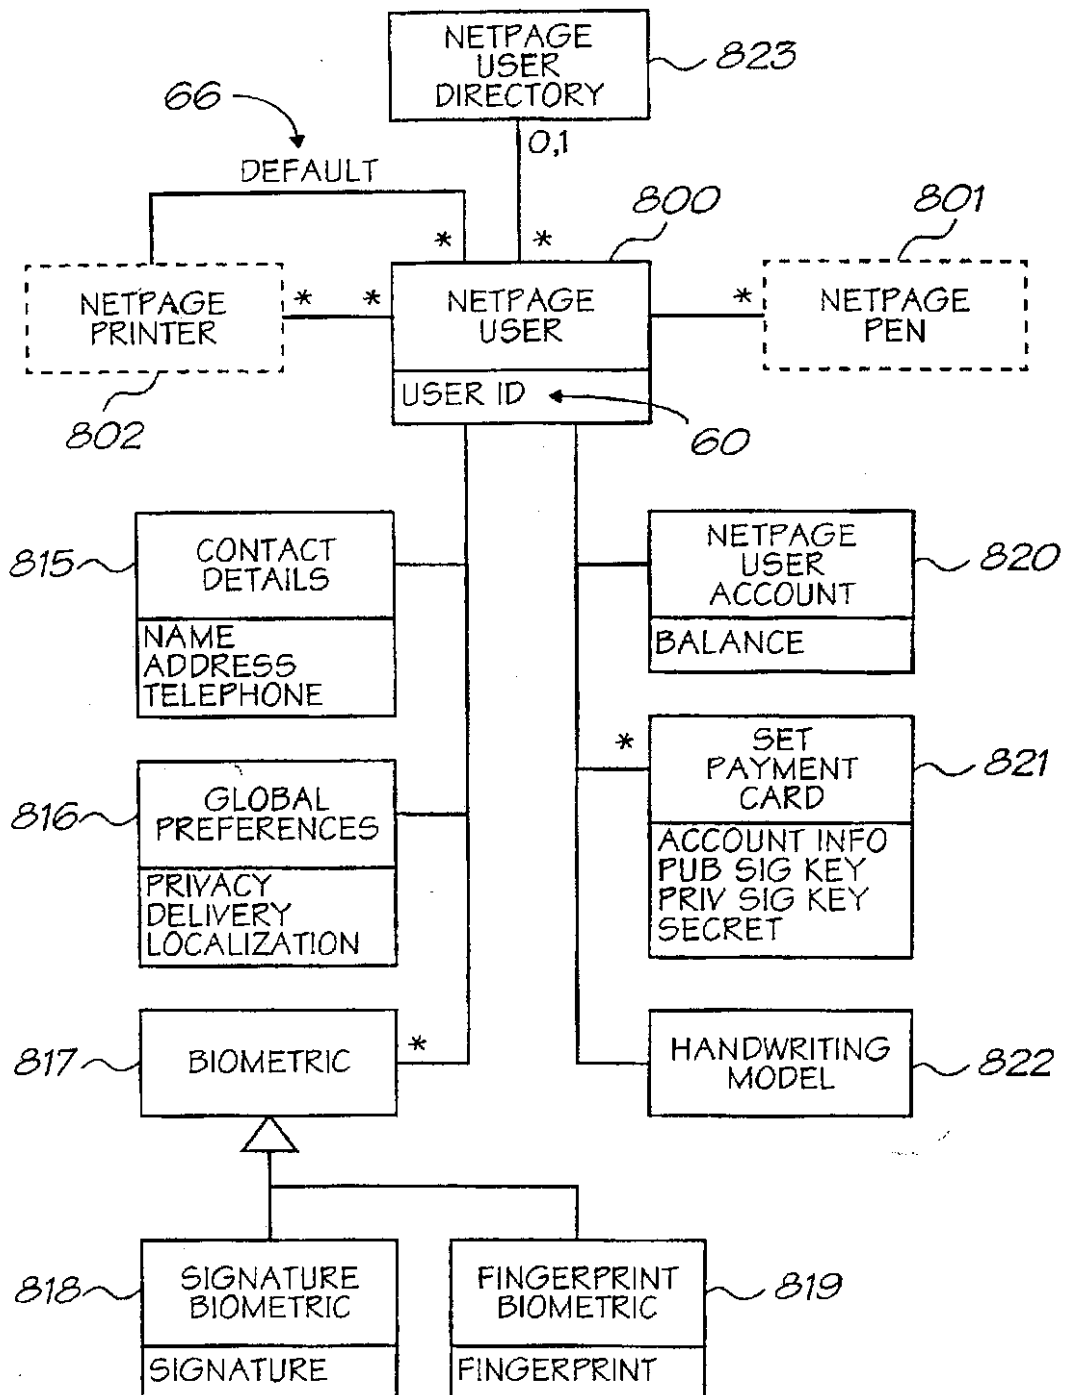 NETPAGE
USER
DIRECTORY
823
66
0,1
DEFAULT
800
801
*
*
NETPAGE
PRINTER
*
*
NETPAGE
USER
*
NETPAGE
PEN
802
USER ID
60
815
CONTACT
DETAILS
NAME
ADDRESS
TELEPHONE
NETPAGE
USER
ACCOUNT
820
BALANCE
816
GLOBAL
PREFERENCES
PRIVACY
DELIVERY
LOCALIZATION
*
SET
PAYMENT
CARD
821
ACCOUNT INFO
PUB SIG KEY
PRIV SIG KEY
SECRET
817
BIOMETRIC
*
HANDWRITING
MODEL
822
818
SIGNATURE
BIOMETRIC
SIGNATURE
FINGERPRINT
BIOMETRIC
819
FINGERPRINT